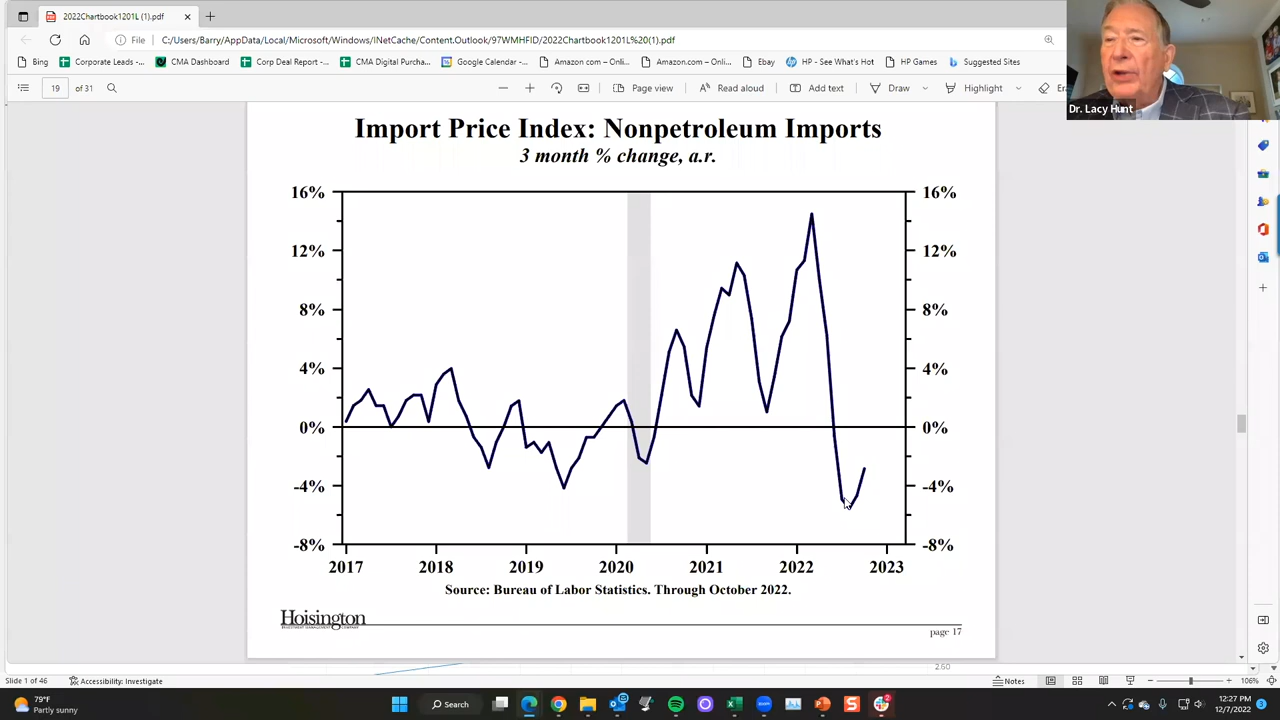 2022Chartbook1201L (1).pdf
File
C:/Users/Barry/AppData/Local/Microsoft/Windows/INetCache/Content.Outlook/97WMHFID/2022Chartbook1201L%20(1).pdf
Bing
Corporate Leads -...
CMA Dashboard
Corp Deal Report -...
CMA Digital Purcha...
Google Calendar -...
Amazon com – Onli...
Amazon.com – Onli...
Ebay
HP - See What's Hot
HP Games
Suggested Sites
19 of 31
Page view
Read aloud
Add text
Draw
Highlight
Dr. Lacy Hunt
Import Price Index: Nonpetroleum Imports
3 month % change, a.r.
16% 16%
12% 12%
8% 8%
4% 4%
0% 0%
-4% -4%
-8% -8%
2017 2018 2019 2020 2021 2022 2023
Source: Bureau of Labor Statistics. Through October 2022.
Hoisington
page 17
2.60
Slide 1 of 46
Accessibility: Investigate
Notes
106%
79°F
Partly sunny
Search
2
12:27 PM
12/7/2022
3